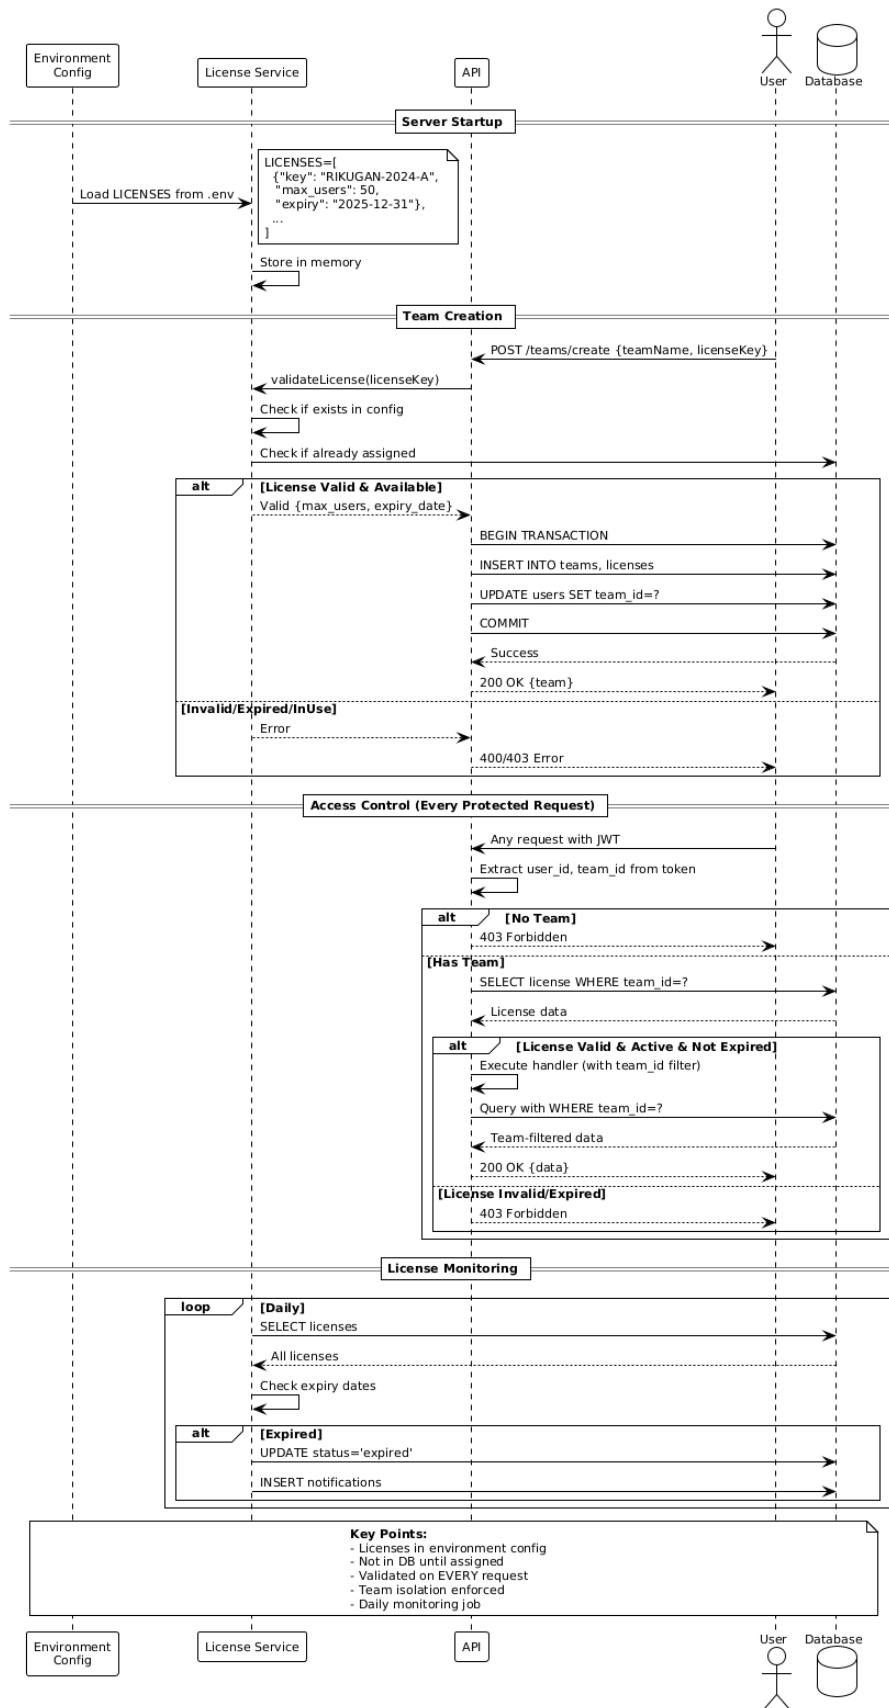 Environment
Config
License Service
API
User
Database
Server Startup
Load LICENSES from .env
LICENSES=[
{"key": "RIKUGAN-2024-A",
"max_users": 50,
"expiry": "2025-12-31"},
...
]
Store in memory
Team Creation
POST /teams/create {teamName, licenseKey}
validateLicense(licenseKey)
Check if exists in config
Check if already assigned
alt [License Valid & Available]
Valid {max_users, expiry_date}
BEGIN TRANSACTION
INSERT INTO teams, licenses
UPDATE users SET team_id=?
COMMIT
Success
200 OK {team}
[Invalid/Expired/InUse]
Error
400/403 Error
Access Control (Every Protected Request)
Any request with JWT
Extract user_id, team_id from token
alt [No Team]
403 Forbidden
[Has Team]
SELECT license WHERE team_id=?
License data
alt [License Valid & Active & Not Expired]
Execute handler (with team_id filter)
Query with WHERE team_id=?
Team-filtered data
200 OK {data}
[License Invalid/Expired]
403 Forbidden
License Monitoring
loop [Daily]
SELECT licenses
All licenses
Check expiry dates
alt [Expired]
UPDATE status='expired'
INSERT notifications
Key Points:
- Licenses in environment config
- Not in DB until assigned
- Validated on EVERY request
- Team isolation enforced
- Daily monitoring job
Environment
Config
License Service
API
User
Database